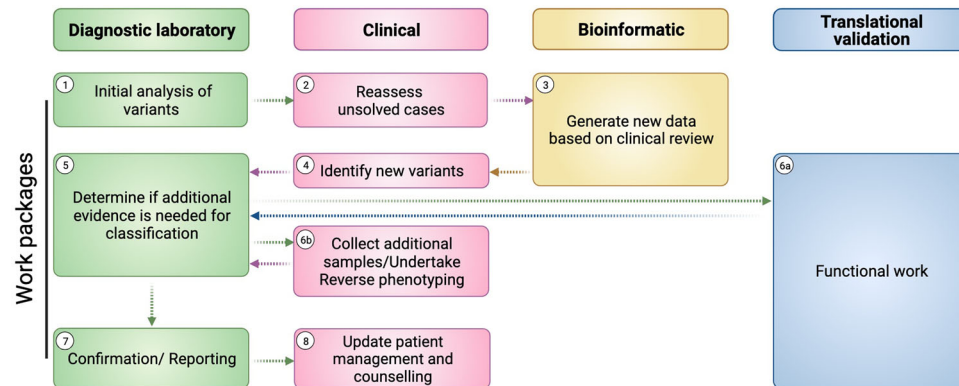 Diagnostic laboratory
Clinical
Bioinformatic
Translational
validation
Work packages
1
Initial analysis of
variants
2
Reassess
unsolved cases
3
Generate new data
based on clinical review
4
Identify new variants
5
Determine if additional
evidence is needed for
classification
6a
Functional work
6b
Collect additional
samples/Undertake
Reverse phenotyping
7
Confirmation/ Reporting
8
Update patient
management and
counselling